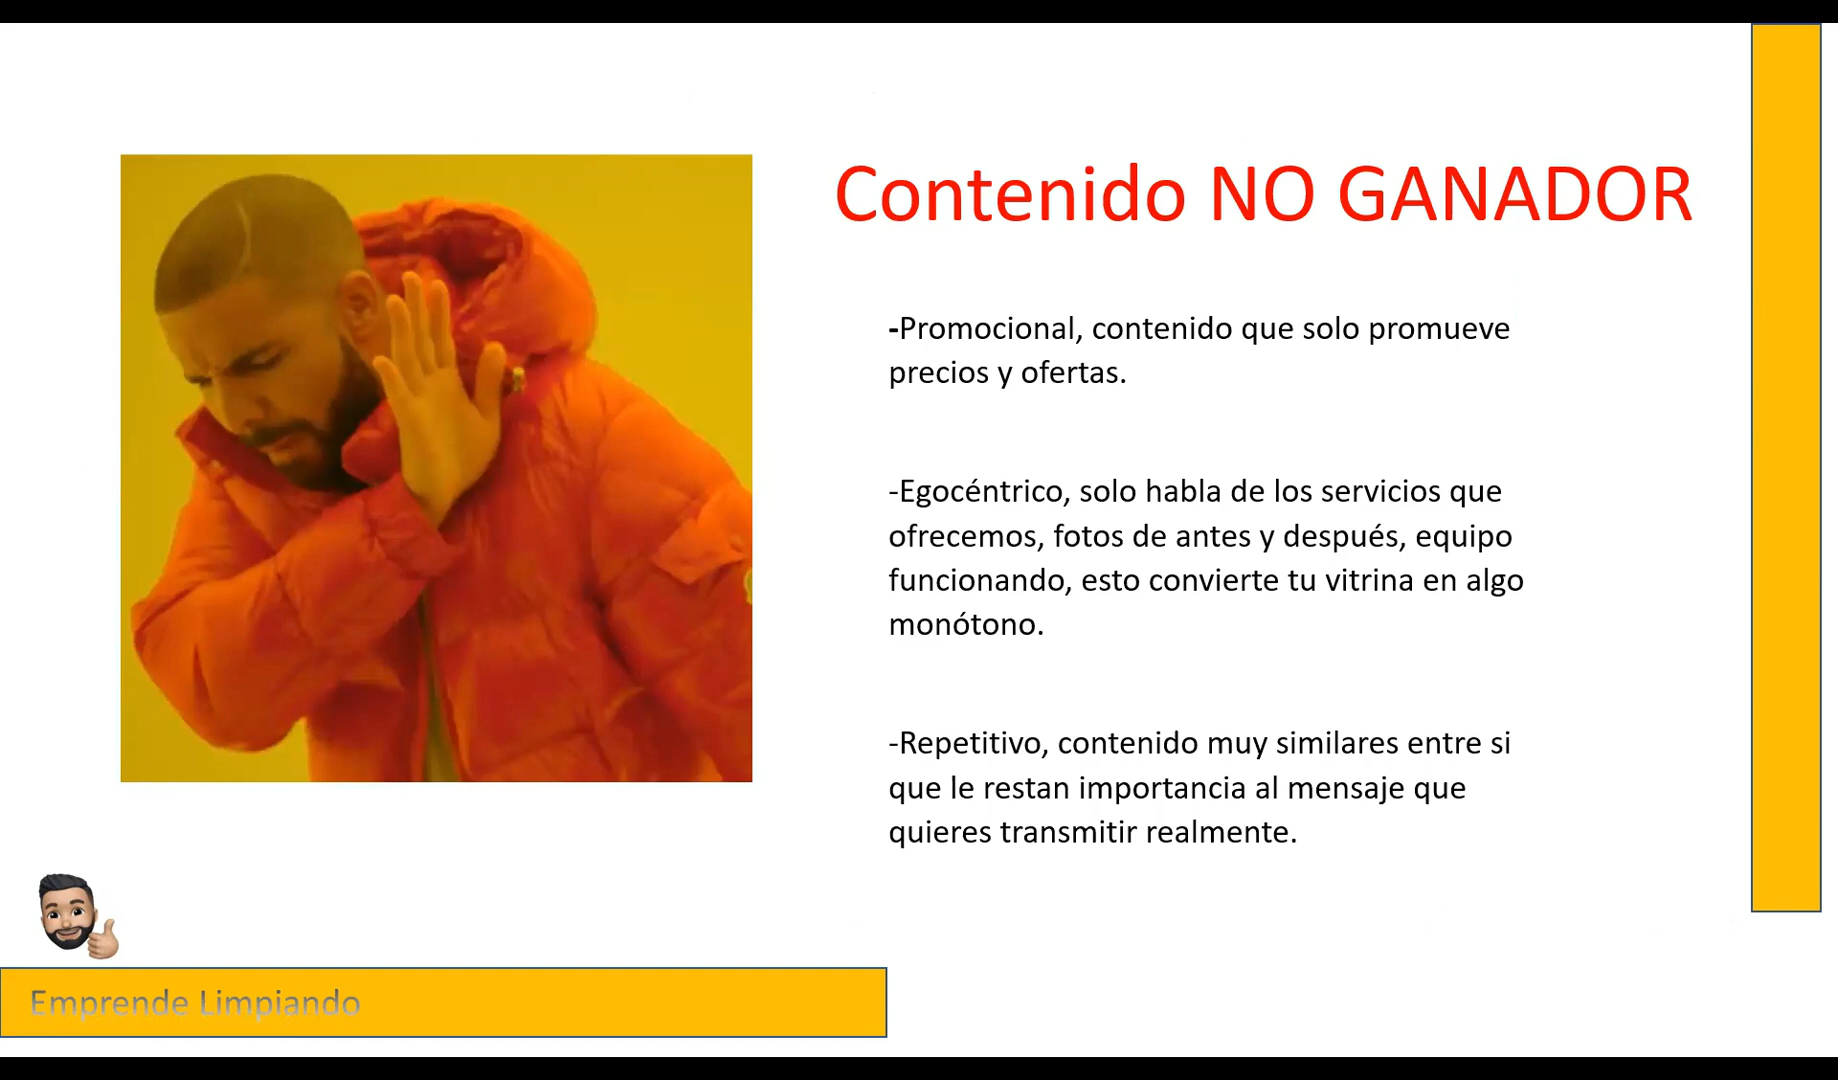 Contenido NO GANADOR
-Promocional, contenido que solo promueve
precios y ofertas.
-Egocéntrico, solo habla de los servicios que
ofrecemos, fotos de antes y después, equipo
funcionando, esto convierte tu vitrina en algo
monótono.
-Repetitivo, contenido muy similares entre si
que le restan importancia al mensaje que
quieres transmitir realmente.
Emprende Limpiando